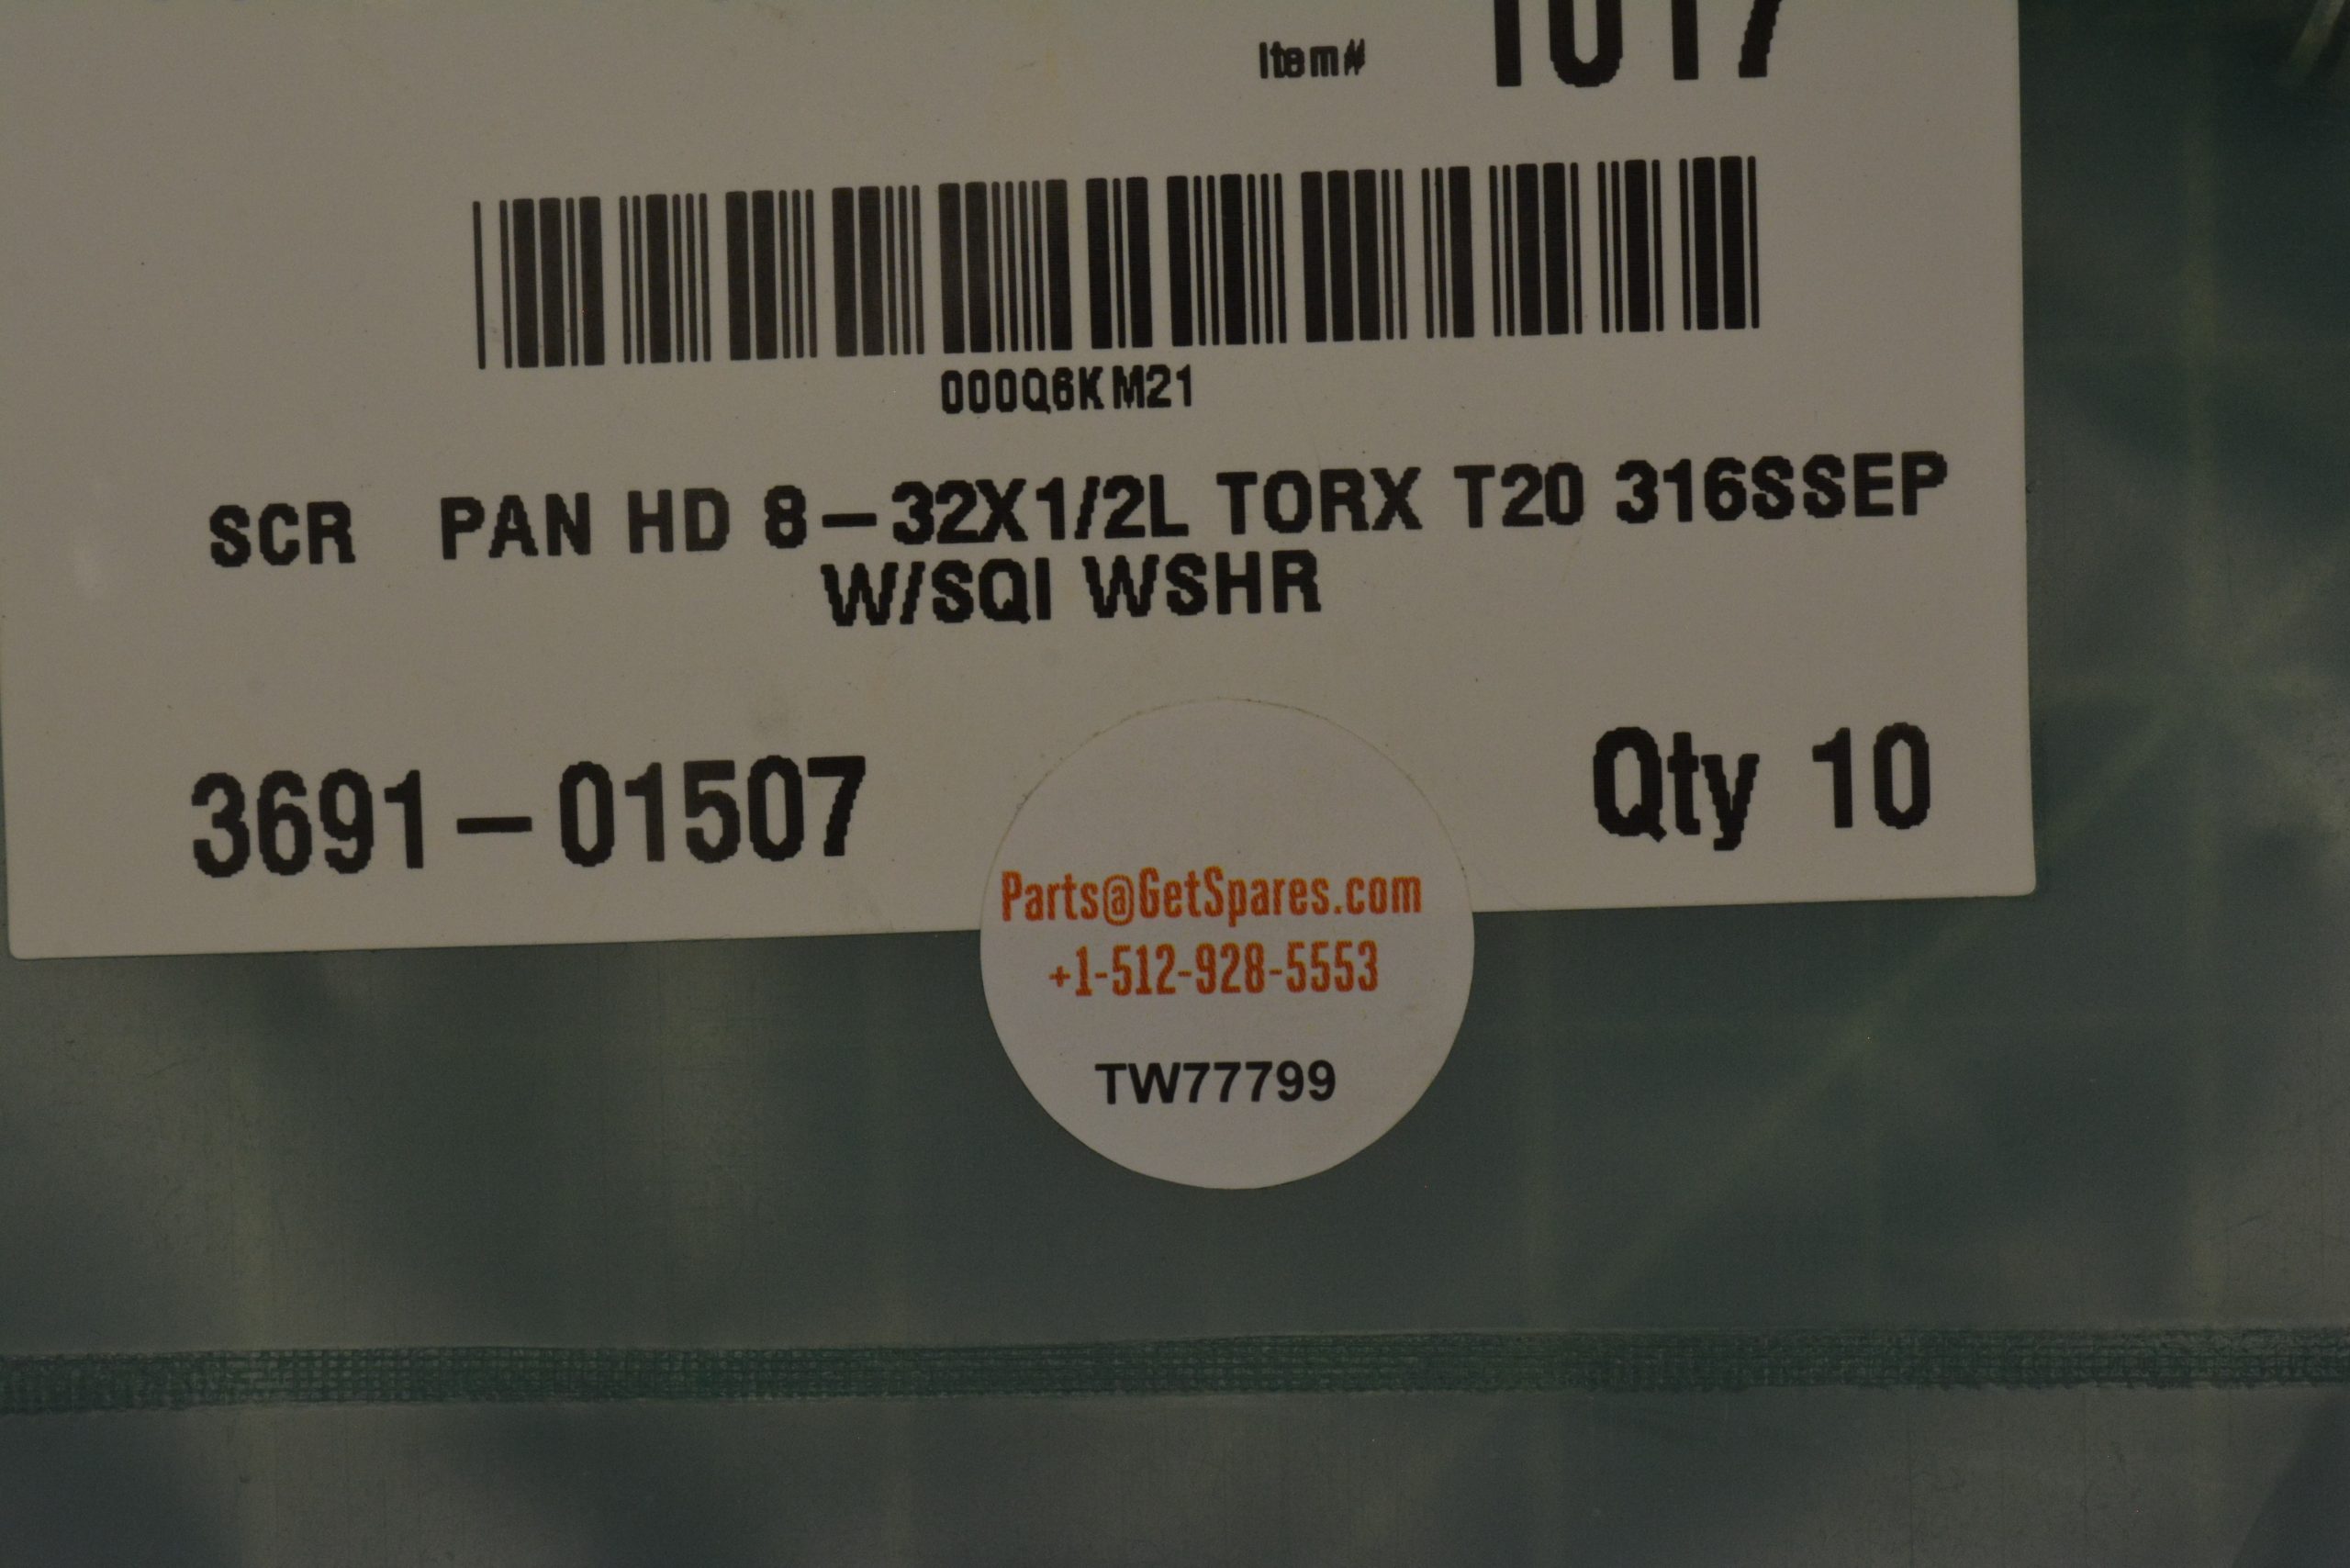 Item# 1017
000Q6KM21
SCR PAN HD 8-32X1/2L TORX T20 316SSEP
W/SQI WSHR
3691-01507
Qty 10
Parts@GetSpares.com
+1-512-928-5553
TW77799